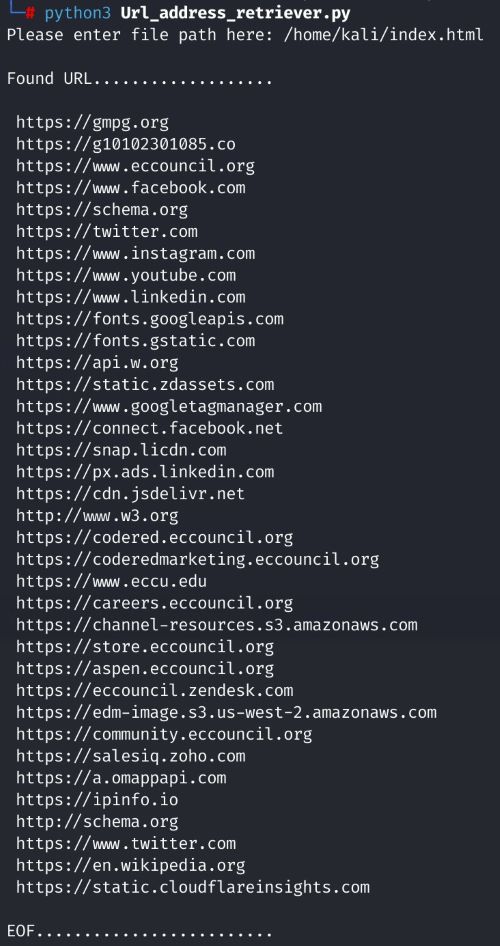 └─# python3 Url_address_retriever.py
Please enter file path here: /home/kali/index.html
Found URL...................
https://gmpg.org
https://g10102301085.co
https://www.eccouncil.org
https://www.facebook.com
https://schema.org
https://twitter.com
https://www.instagram.com
https://www.youtube.com
https://www.linkedin.com
https://fonts.googleapis.com
https://fonts.gstatic.com
https://api.w.org
https://static.zdassets.com
https://www.googletagmanager.com
https://connect.facebook.net
https://snap.licdn.com
https://px.ads.linkedin.com
https://cdn.jsdelivr.net
http://www.w3.org
https://codered.eccouncil.org
https://coderedmarketing.eccouncil.org
https://www.eccu.edu
https://careers.eccouncil.org
https://channel-resources.s3.amazonaws.com
https://store.eccouncil.org
https://aspen.eccouncil.org
https://eccouncil.zendesk.com
https://edm-image.s3.us-west-2.amazonaws.com
https://community.eccouncil.org
https://salesiq.zoho.com
https://a.omappapi.com
https://ipinfo.io
http://schema.org
https://www.twitter.com
https://en.wikipedia.org
https://static.cloudflareinsights.com
EOF.........................